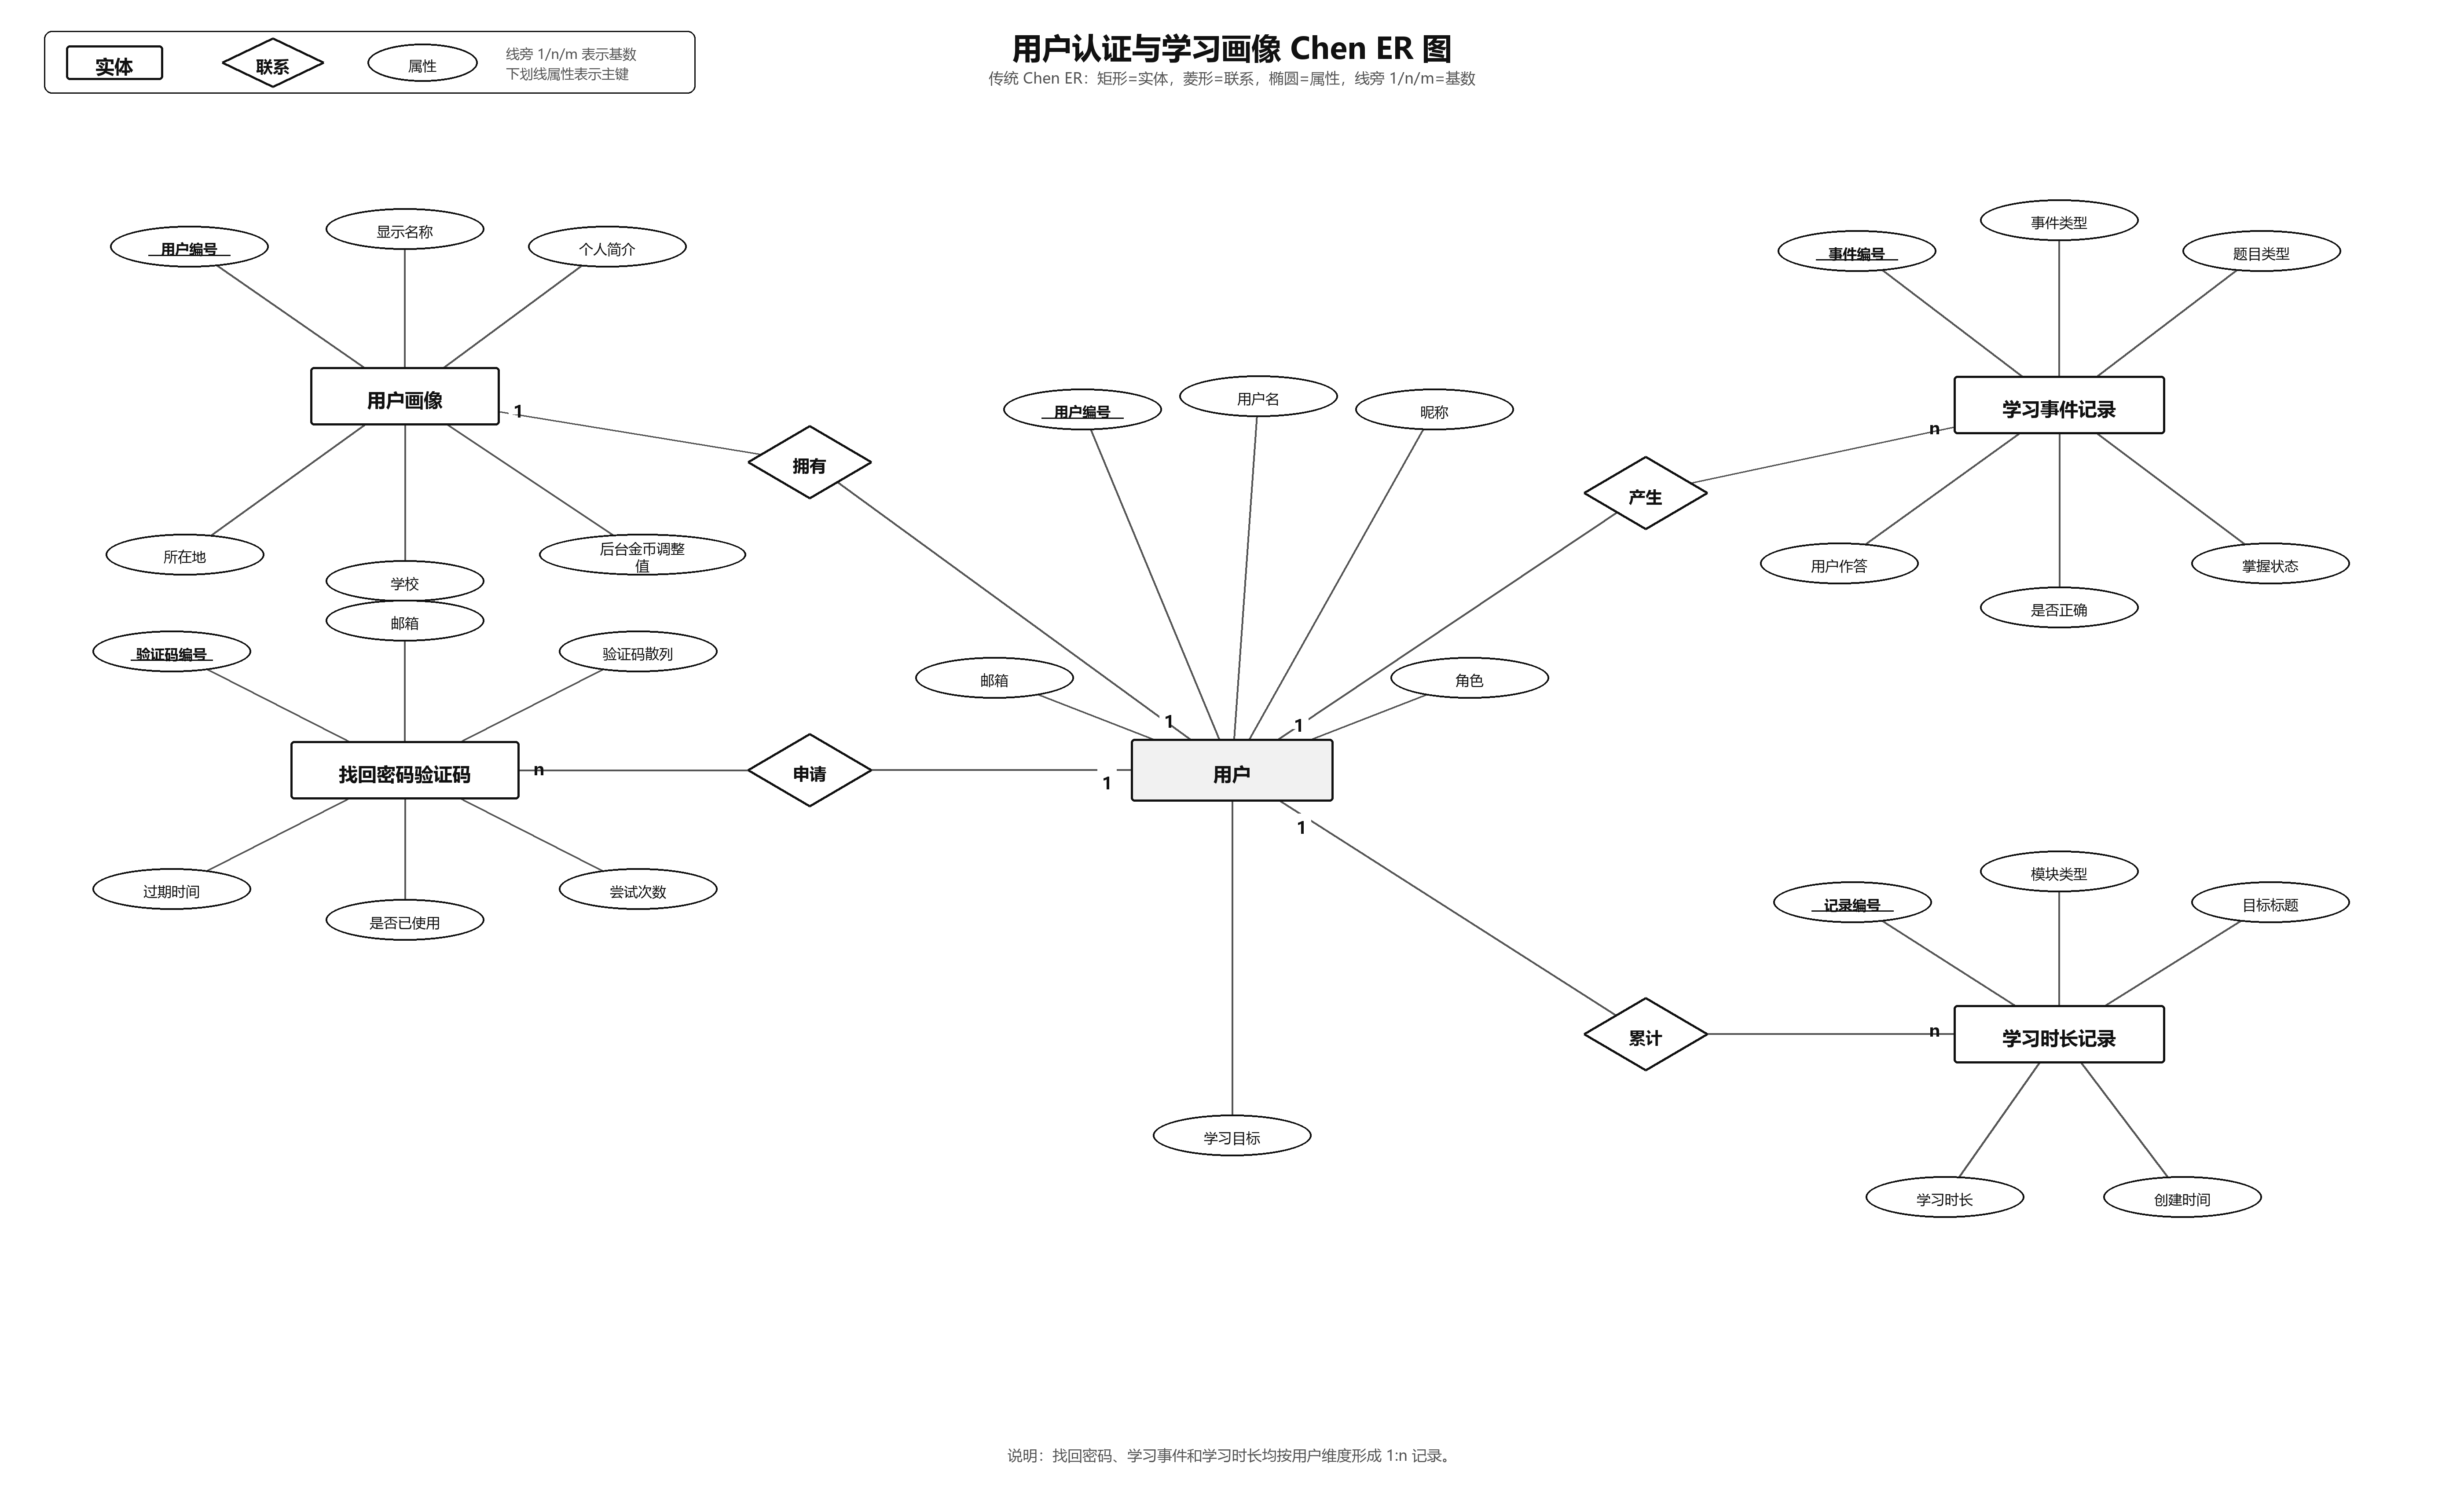 实体
联系
属性
线旁 1/n/m 表示基数
下划线属性表示主键
用户认证与学习画像 Chen ER 图
传统 Chen ER：矩形=实体，菱形=联系，椭圆=属性，线旁 1/n/m=基数
用户编号
显示名称
个人简介
用户画像
1
所在地
学校
后台金币调整
值
拥有
邮箱
验证码编号
验证码散列
找回密码验证码
n
过期时间
是否已使用
尝试次数
申请
用户编号
用户名
昵称
邮箱
角色
1
1
1
用户
1
学习目标
事件编号
事件类型
题目类型
学习事件记录
n
产生
用户作答
是否正确
掌握状态
记录编号
模块类型
目标标题
累计
n
学习时长记录
学习时长
创建时间
说明：找回密码、学习事件和学习时长均按用户维度形成 1:n 记录。